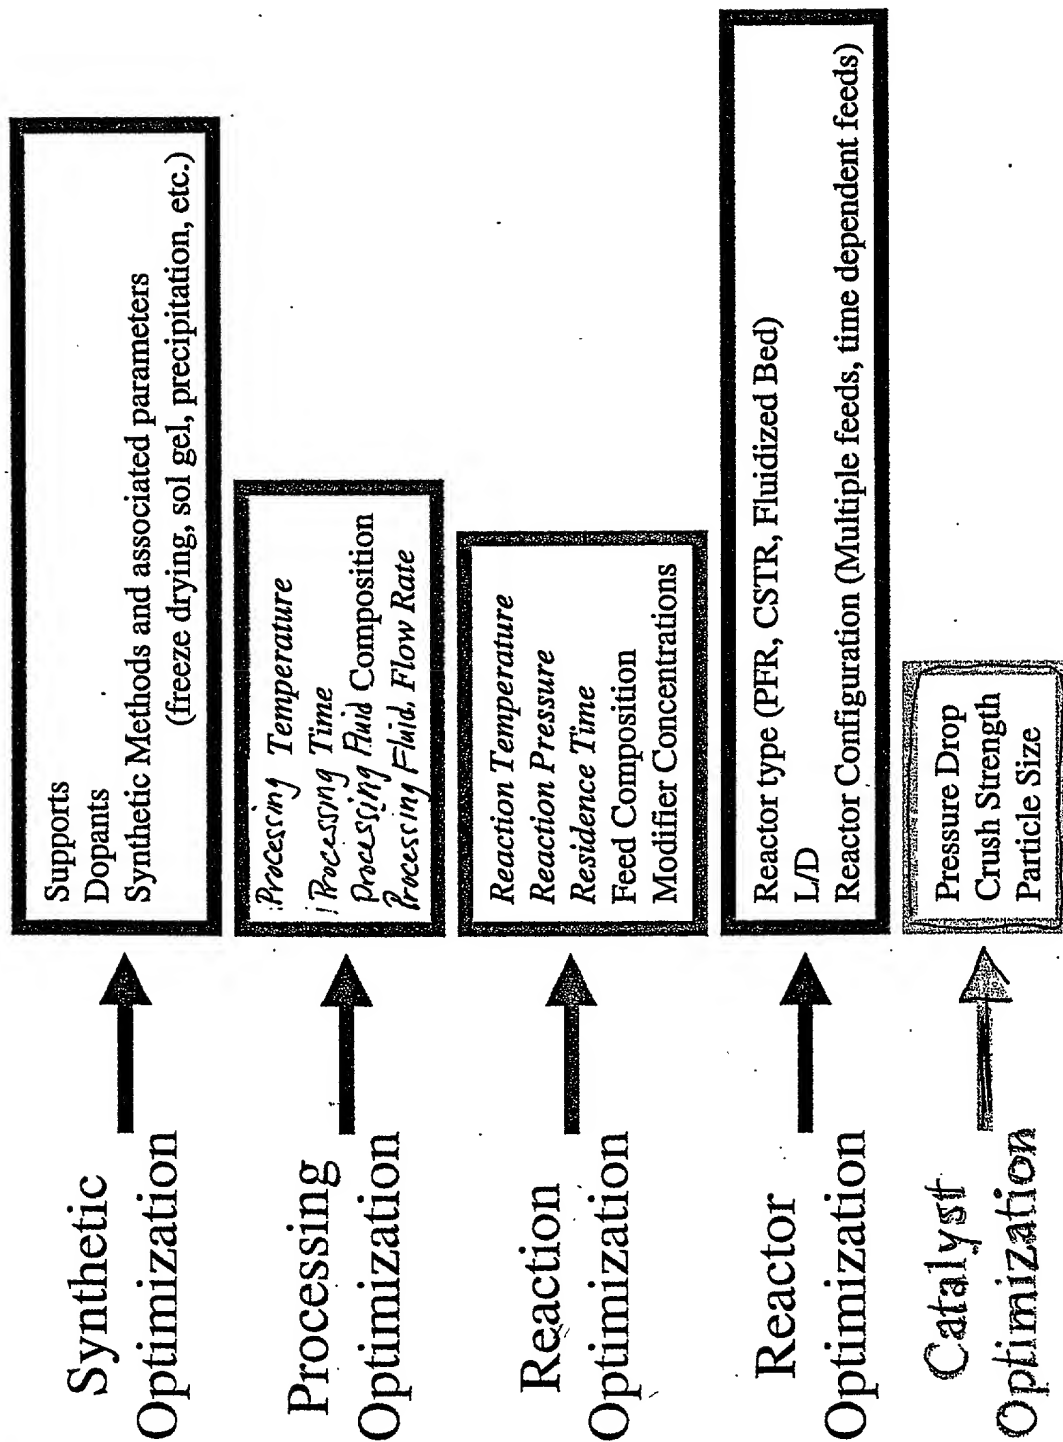 Synthetic
Optimization
Supports
Dopants
Synthetic Methods and associated parameters
(freeze drying, sol gel, precipitation, etc.)
Processing
Optimization
Processing Temperature
Processing Time
Processing Fluid Composition
Processing Fluid. Flow Rate
Reaction
Optimization
Reaction Temperature
Reaction Pressure
Residence Time
Feed Composition
Modifier Concentrations
Reactor
Optimization
Reactor type (PFR, CSTR, Fluidized Bed)
L/D
Reactor Configuration (Multiple feeds, time dependent feeds)
Catalyst
Optimization
Pressure Drop
Crush Strength
Particle Size